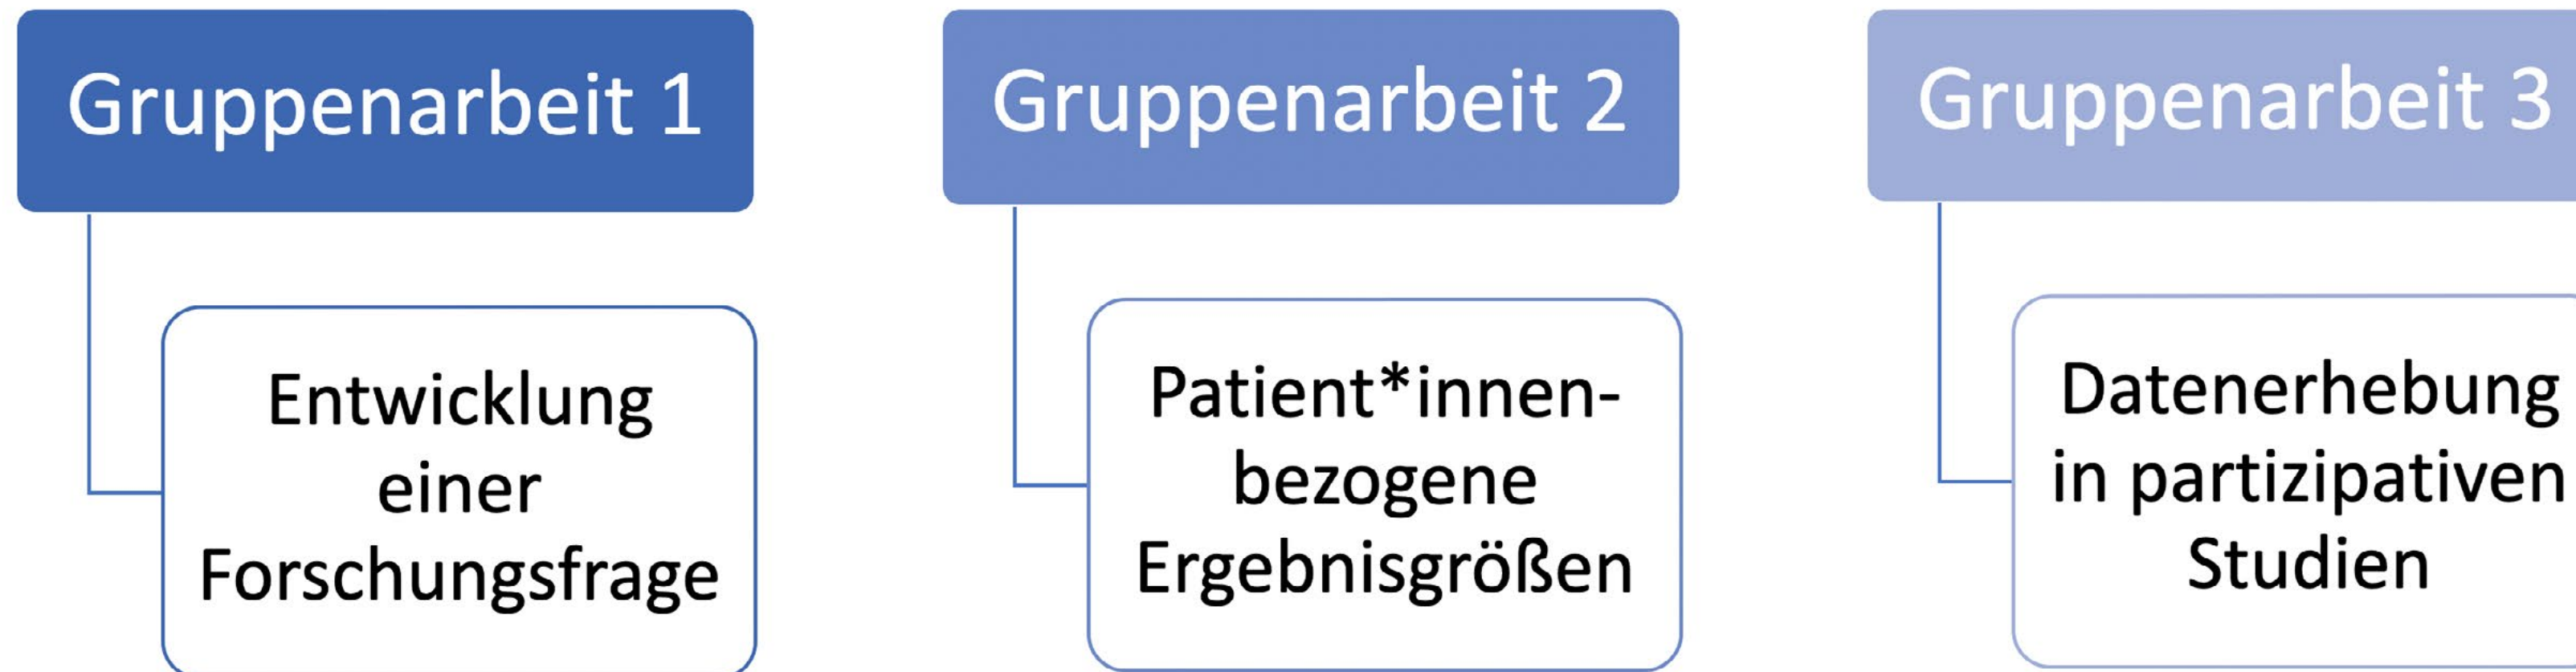 Gruppenarbeit 1
Entwicklung
einer
Forschungsfrage
Gruppenarbeit 2
Patient*innen-
bezogene
Ergebnisgrößen
Gruppenarbeit 3
Datenerhebung
in partizipativen
Studien